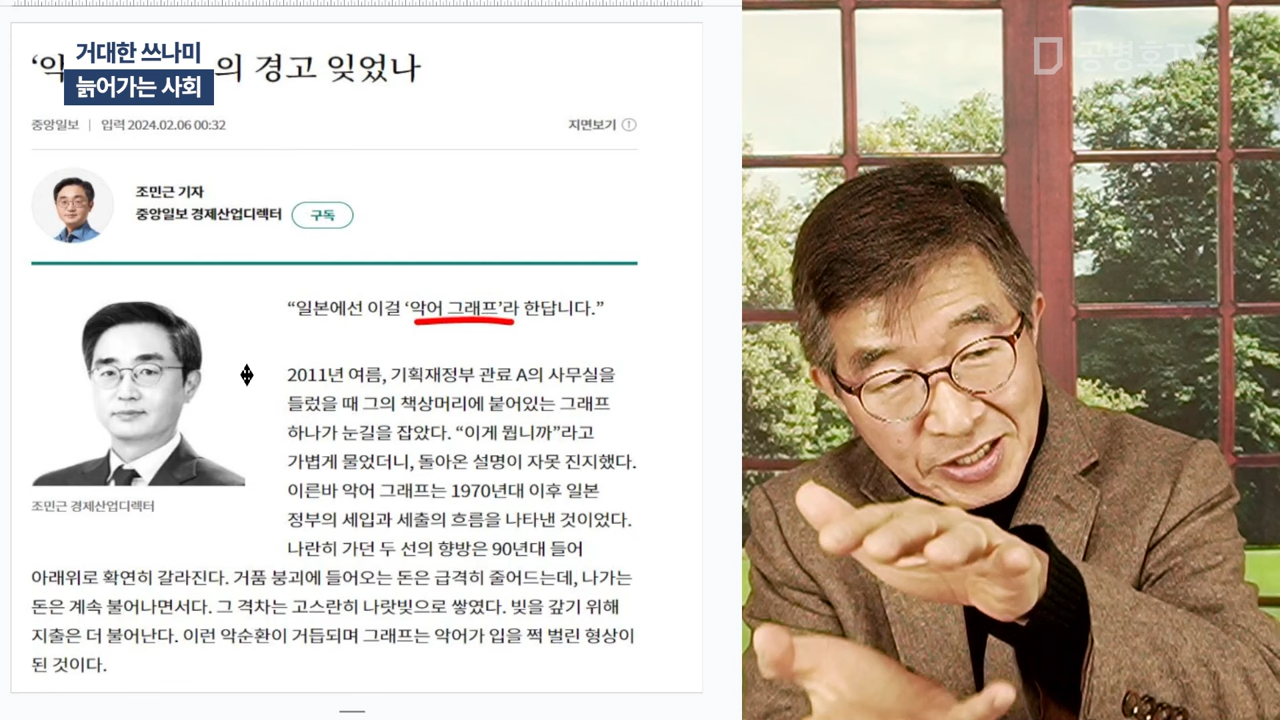 거대한 쓰나미
늙어가는 사회
‘악 의 경고 잊었나
중앙일보 | 입력 2024.02.06 00:32
지면보기
조민근 기자
중앙일보 경제산업디렉터
구독
“일본에선 이걸 ‘악어 그래프’라 한답니다.”
2011년 여름, 기획재정부 관료 A의 사무실을
들렀을 때 그의 책상머리에 붙어있는 그래프
하나가 눈길을 잡았다. “이게 뭡니까”라고
가볍게 물었더니, 돌아온 설명이 자못 진지했다.
이른바 악어 그래프는 1970년대 이후 일본
정부의 세입과 세출의 흐름을 나타낸 것이었다.
나란히 가던 두 선의 향방은 90년대 들어
아래위로 확연히 갈라진다. 거품 붕괴에 들어오는 돈은 급격히 줄어드는데, 나가는
돈은 계속 불어나면서다. 그 격차는 고스란히 나랏빚으로 쌓였다. 빚을 갚기 위해
지출은 더 불어난다. 이런 악순환이 거듭되며 그래프는 악어가 입을 쩍 벌린 형상이
된 것이다.
조민근 경제산업디렉터
공병호TV